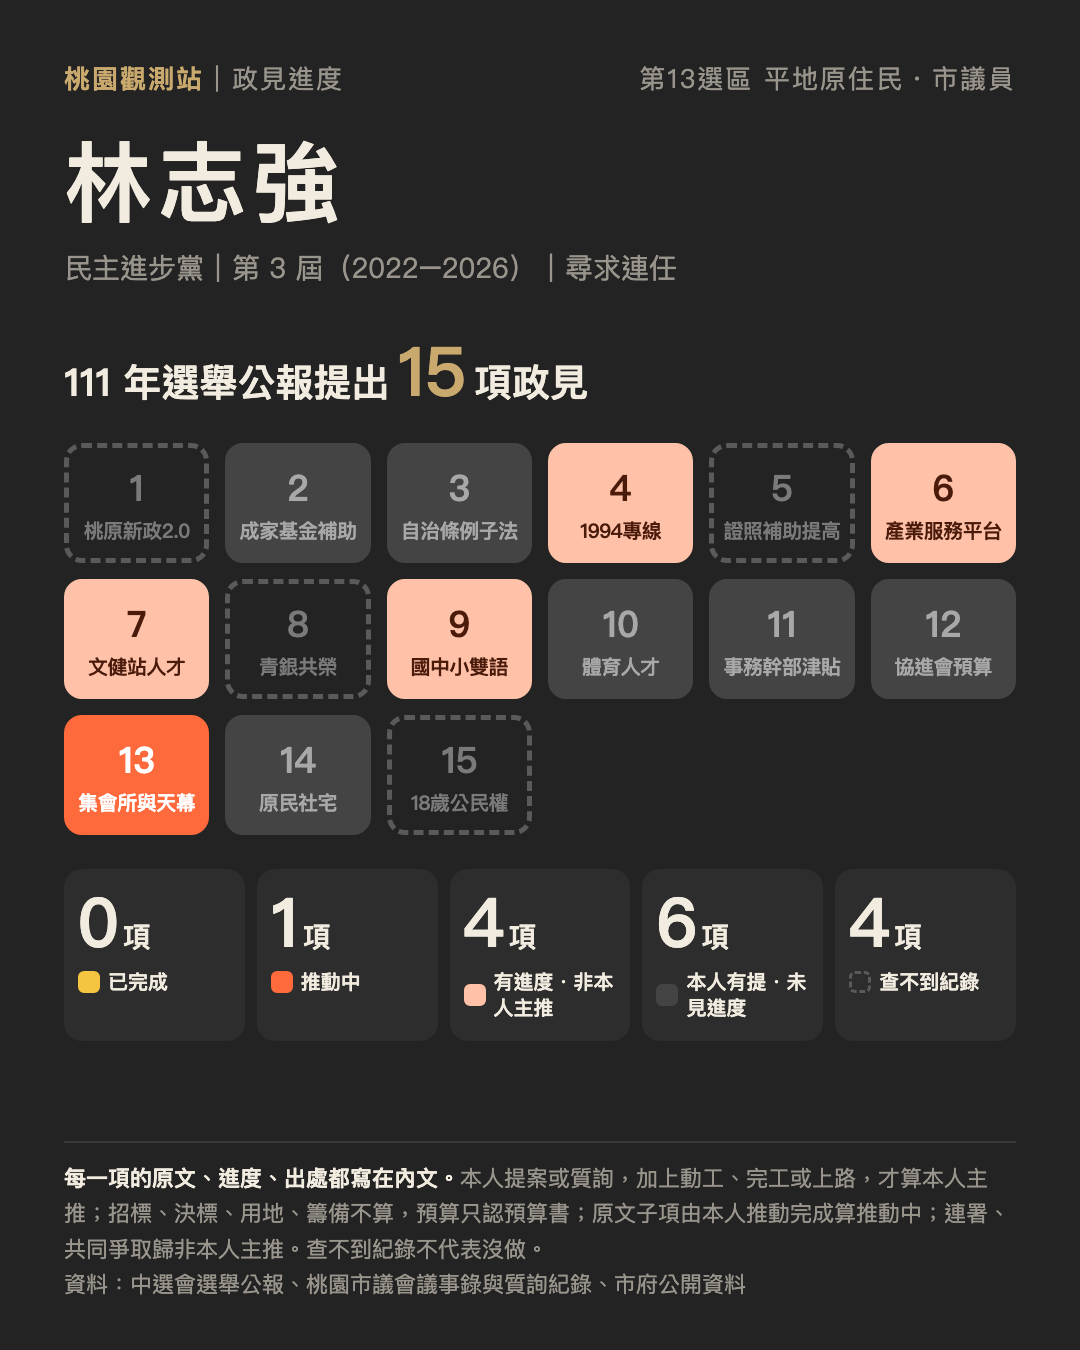 桃園觀測站｜政見進度
第13選區 平地原住民・市議員
林志強
民主進步黨｜第 3 屆（2022—2026）｜尋求連任
111 年選舉公報提出 15 項政見
1
桃原新政2.0
2
成家基金補助
3
自治條例子法
4
1994專線
5
證照補助提高
6
產業服務平台
7
文健站人才
8
青銀共榮
9
國中小雙語
10
體育人才
11
事務幹部津貼
12
協進會預算
13
集會所與天幕
14
原民社宅
15
18歲公民權
0項
已完成
1項
推動中
4項
有進度・非本
人主推
6項
本人有提・未
見進度
4項
查不到紀錄
每一項的原文、進度、出處都寫在內文。本人提案或質詢，加上動工、完工或上路，才算本人主
推；招標、決標、用地、籌備不算，預算只認預算書；原文子項由本人推動完成算推動中；連署、
共同爭取歸非本人主推。查不到紀錄不代表沒做。
資料：中選會選舉公報、桃園市議會議事錄與質詢紀錄、市府公開資料